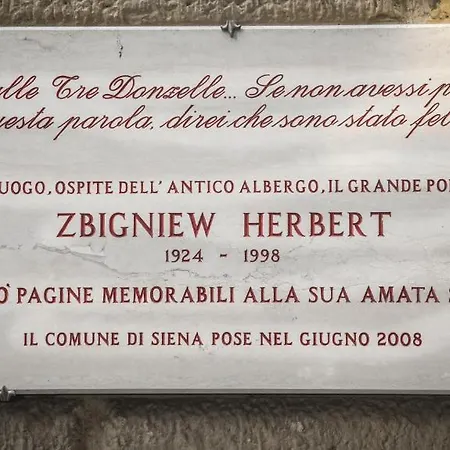 alle Tre Donzelle... Se non avessi p
uesta parola, direi che sono stato fel
UOGO, OSPITE DELL' ANTICO ALBERGO, IL GRANDE PO
ZBIGNIEW HERBERT
1924 - 1998
Ò PAGINE MEMORABILI ALLA SUA AMATA S
IL COMUNE DI SIENA POSE NEL GIUGNO 2008